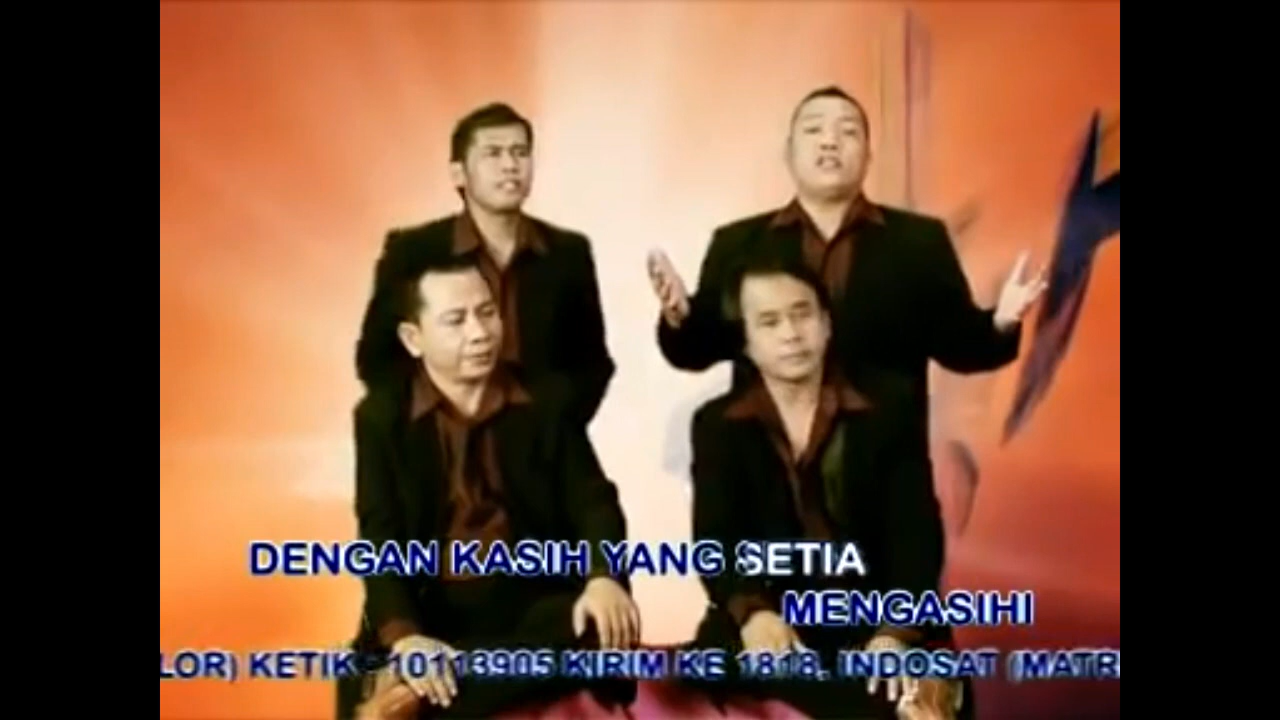 DENGAN KASIH YANG SETIA
MENGASIHI
LOR) KETIK : 10113905 KIRIM KE 1818. INDOSAT (MATR